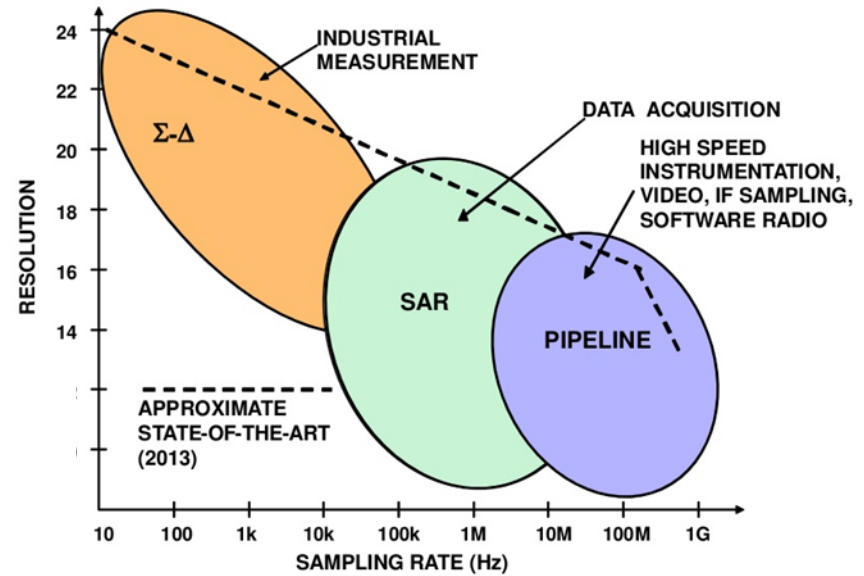 24
22
20
18
16
14
RESOLUTION
Σ-Δ
INDUSTRIAL
MEASUREMENT
DATA ACQUISITION
HIGH SPEED
INSTRUMENTATION,
VIDEO, IF SAMPLING,
SOFTWARE RADIO
SAR
PIPELINE
APPROXIMATE
STATE-OF-THE-ART
(2013)
10 100 1k 10k 100k 1M 10M 100M 1G
SAMPLING RATE (Hz)